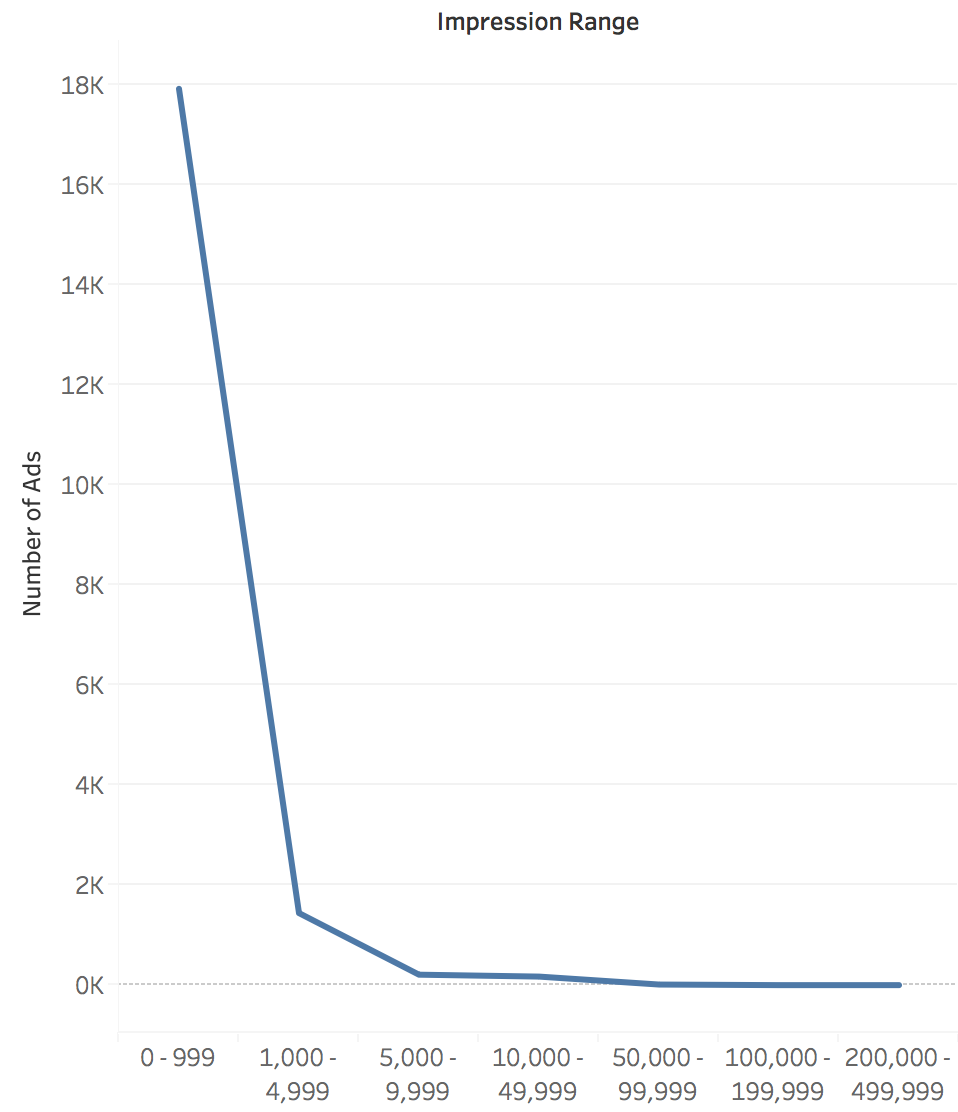 Impression Range
18K
16K
14K
12K
10K
8K
6K
4K
2K
0K
Number of Ads
0 - 999
1,000 -
4,999
5,000 -
9,999
10,000 -
49,999
50,000 -
99,999
100,000 -
199,999
200,000 -
499,999